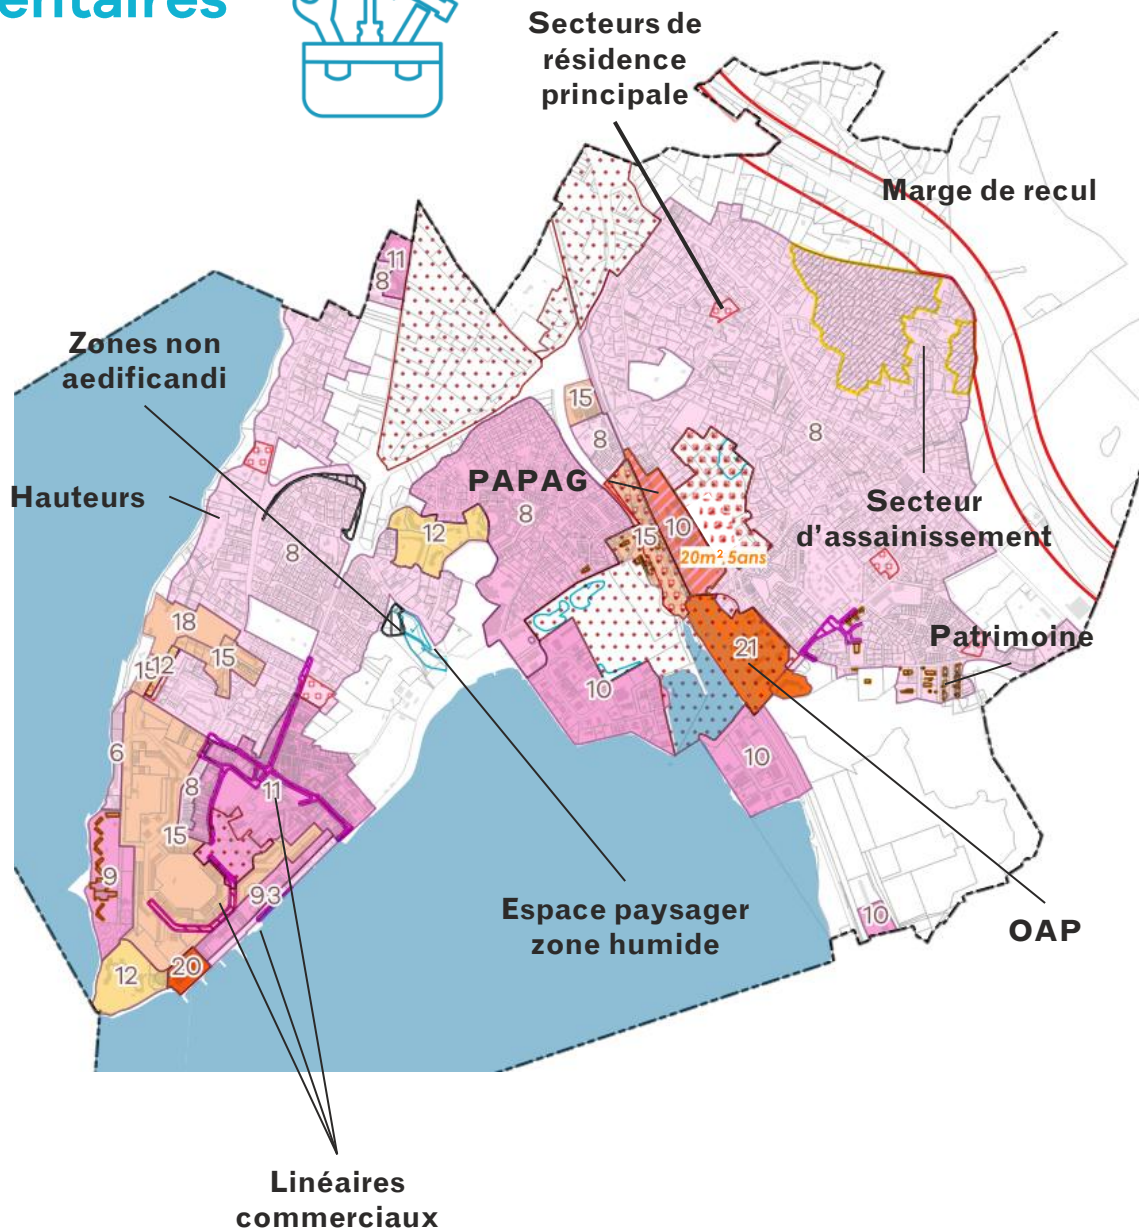 entaires
Secteurs de
résidence
principale
Marge de recul
11
8
Zones non
aedificandi
15
8
8
PAPAG
Hauteurs
8
12
15
10
Secteur
d'assainissement
8
20m² 5ans
18
15
15
12
21
Patrimoine
10
6
10
8
11
15
9
93
Espace paysager
zone humide
10
OAP
12
20
Linéaires
commerciaux